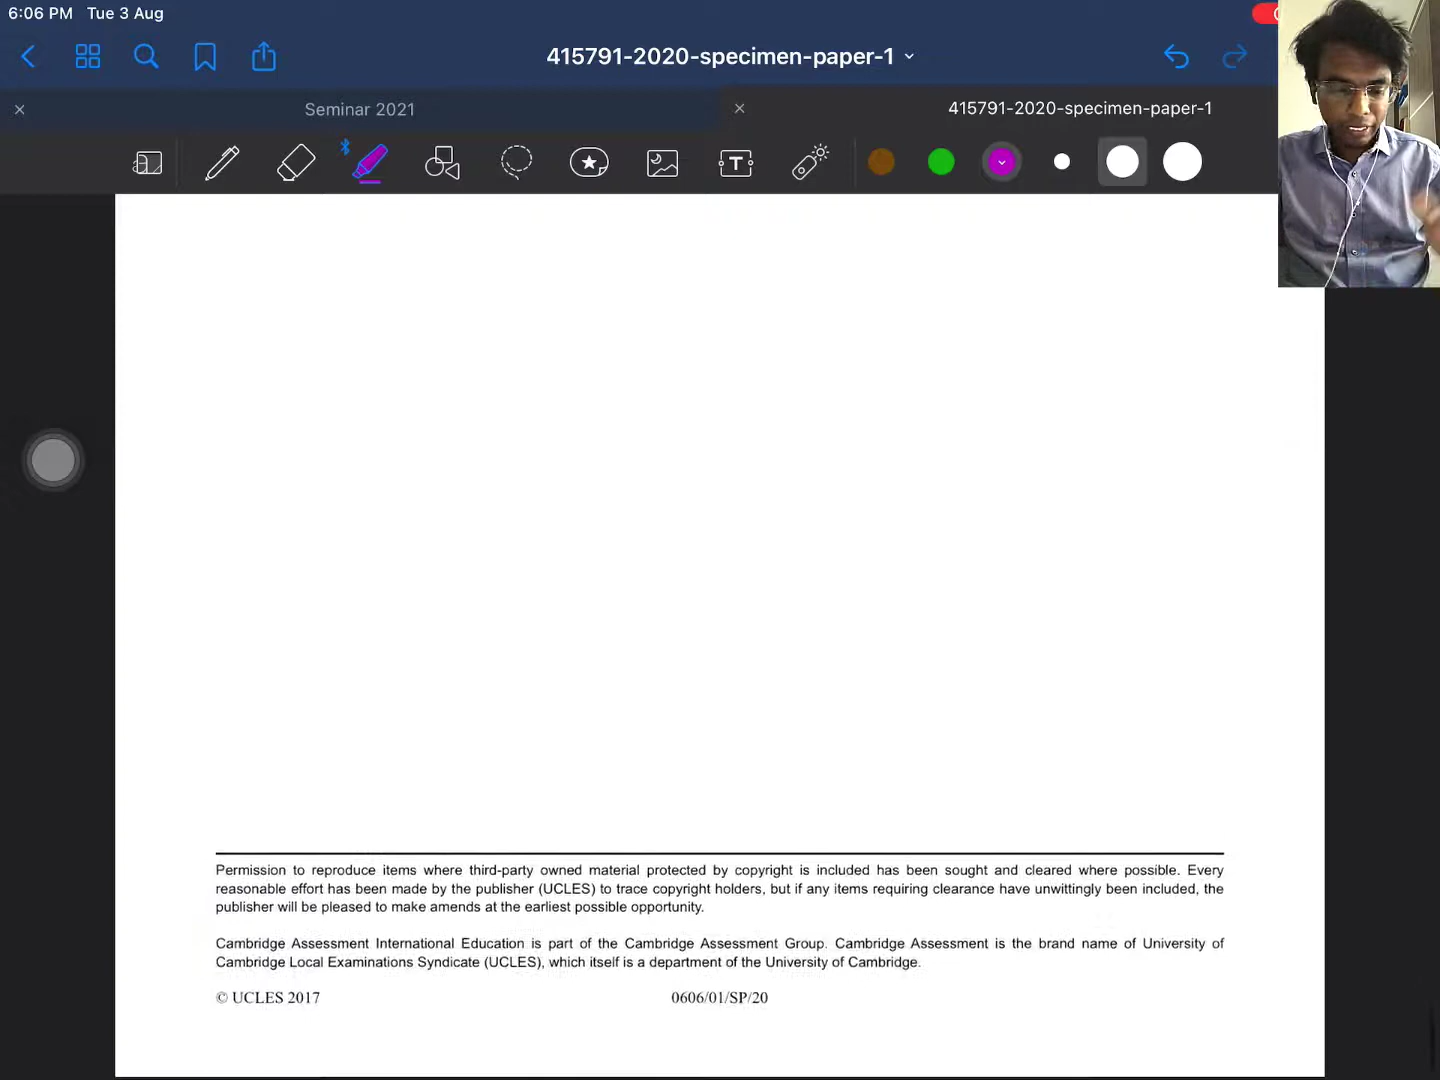 6:06 PM Tue 3 Aug
415791-2020-specimen-paper-1
Seminar 2021
415791-2020-specimen-paper-1
T
Permission to reproduce items where third-party owned material protected by copyright is included has been sought and cleared where possible. Every
reasonable effort has been made by the publisher (UCLES) to trace copyright holders, but if any items requiring clearance have unwittingly been included, the
publisher will be pleased to make amends at the earliest possible opportunity.
Cambridge Assessment International Education is part of the Cambridge Assessment Group. Cambridge Assessment is the brand name of University of
Cambridge Local Examinations Syndicate (UCLES), which itself is a department of the University of Cambridge.
© UCLES 2017 0606/01/SP/20